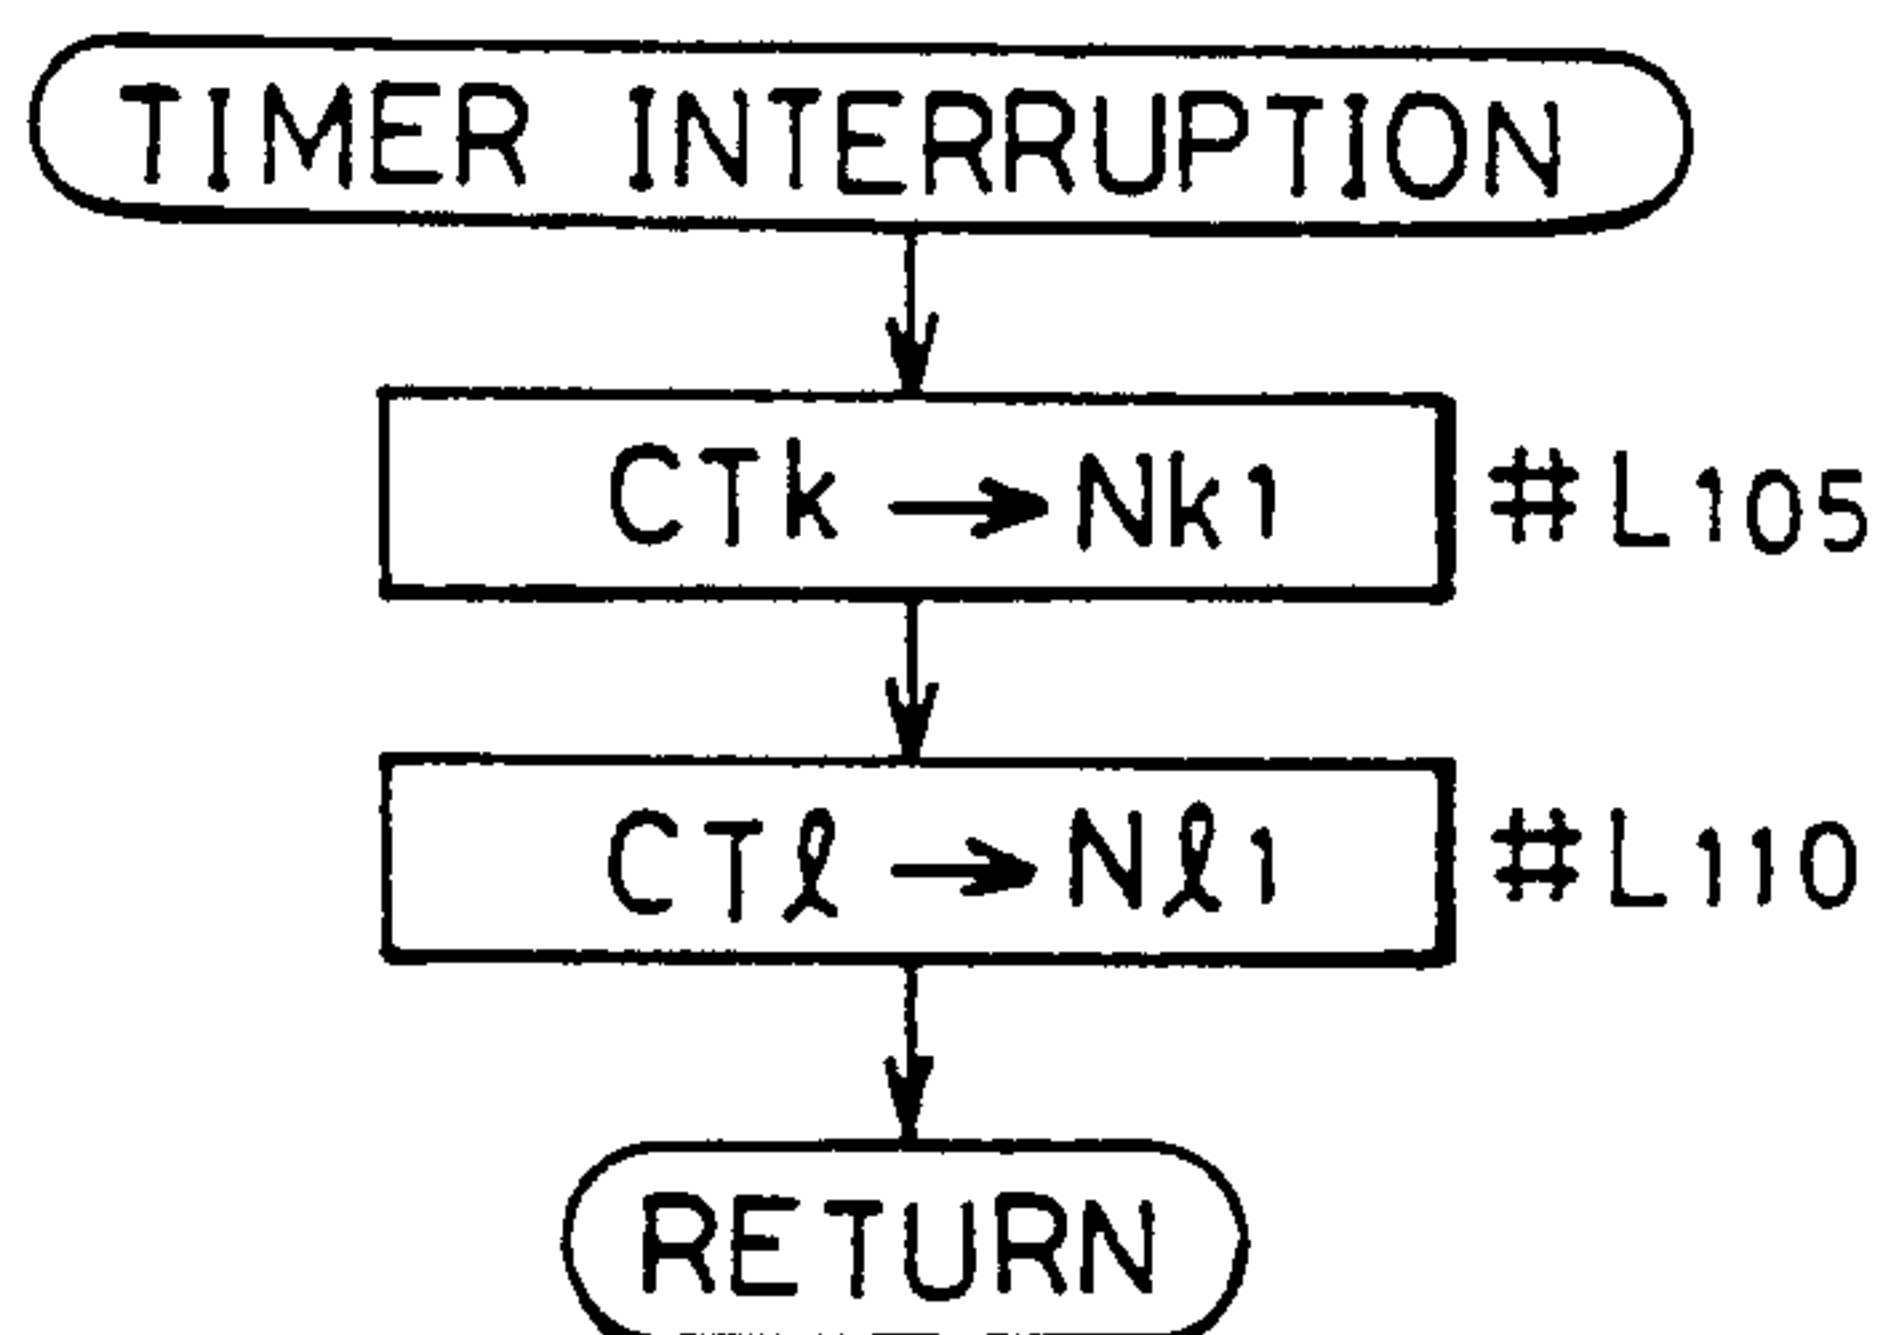 TIMER INTERRUPTION
CTk → Nk1 #L105
CTℓ → Nℓ1 #L110
RETURN